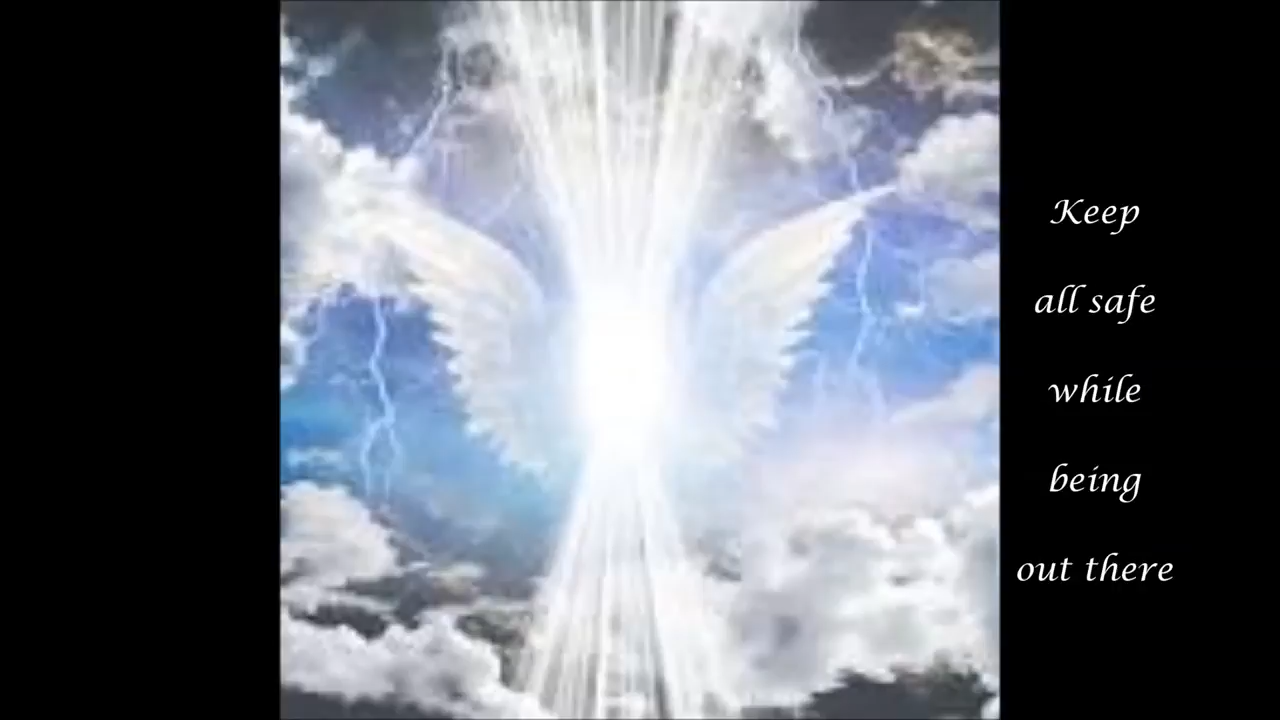 Keep
all safe
while
being
out there